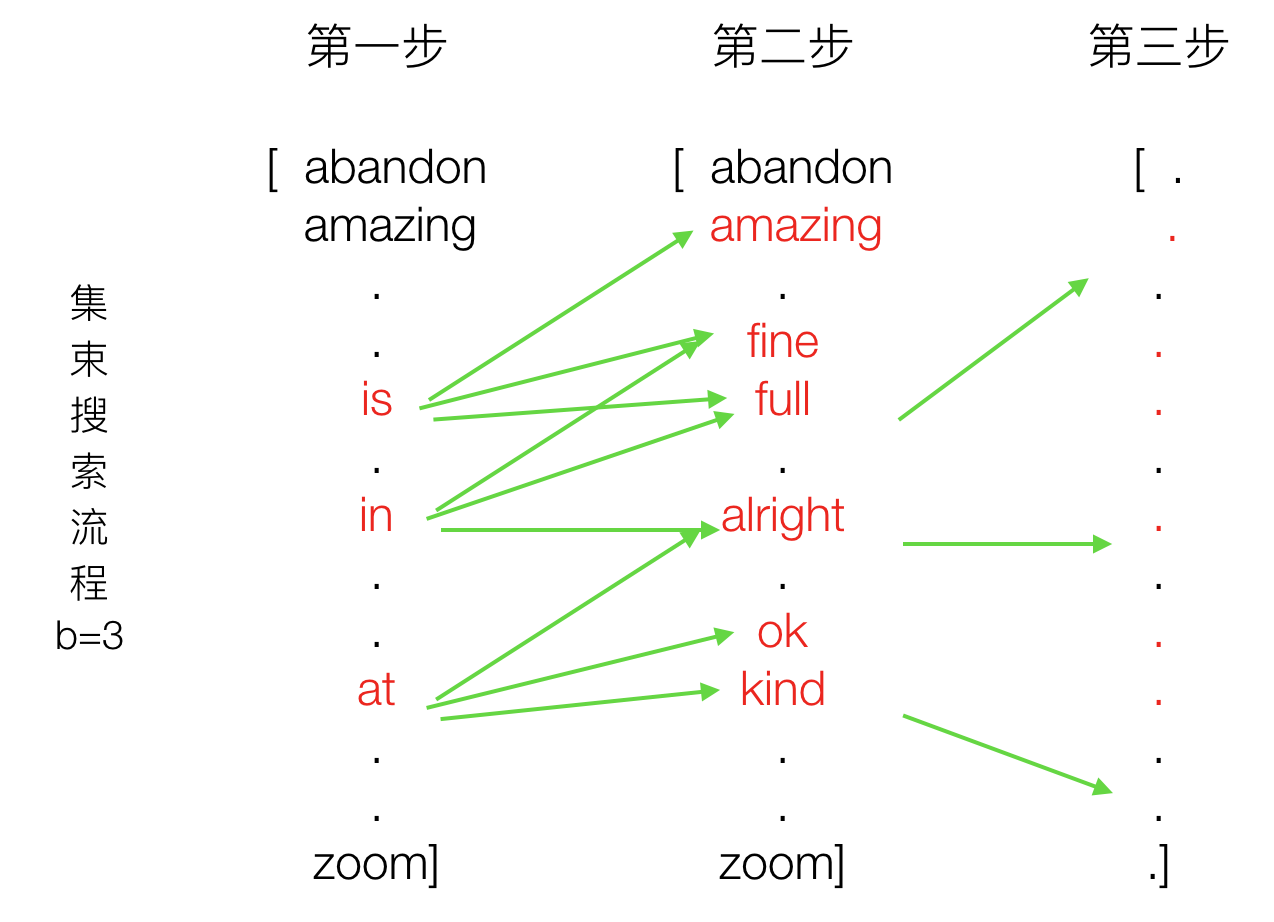 第一步 第二步 第三步
[ abandon [ abandon [ .
amazing amazing .
. . .
. fine .
is full .
. . .
in alright .
. . .
. ok .
at kind .
. . .
. . .
zoom] zoom] .]
集
束
搜
索
流
程
b=3